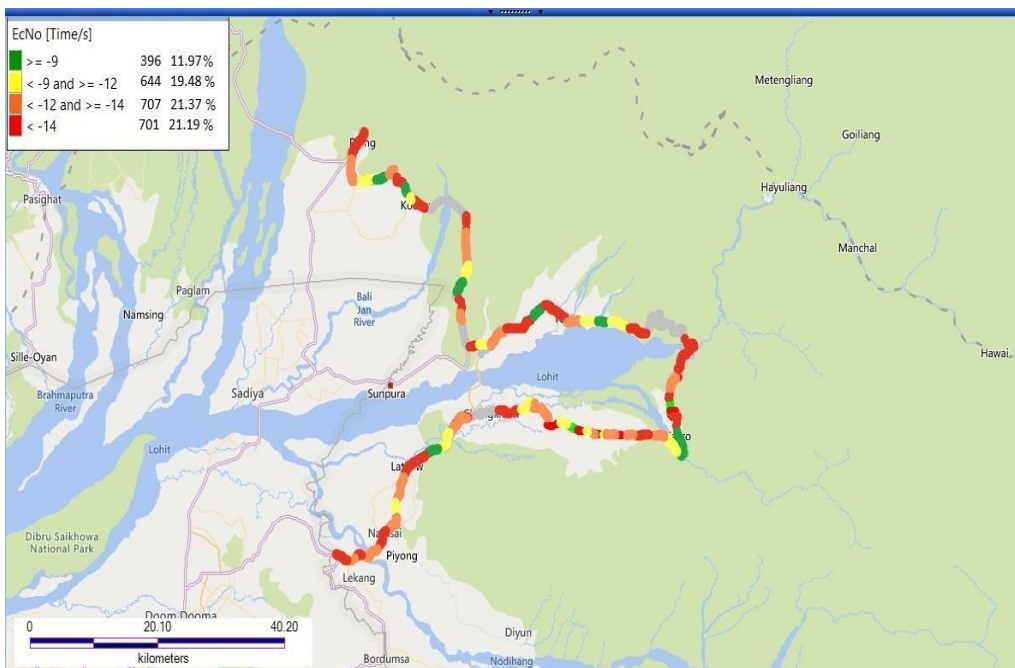 EcNo [Time/s]
>= -9 396 11.97 %
< -9 and >= -12 644 19.48 %
< -12 and >= -14 707 21.37 %
< -14 701 21.19 %
Metengliang
Goiliang
Pasighat
Hayuliang
Manchal
Paglam
Bali
Jan
River
Namsing
Sille-Oyan
Hawai
Lohit
Sadiya
Sunpura
Brahmaputra
River
Lohit
Dibru Saikhowa
National Park
Piyong
Lekang
Doom Dooma
0 20.10 40.20
kilometers
Diyun
Bordumsa
Nodihang